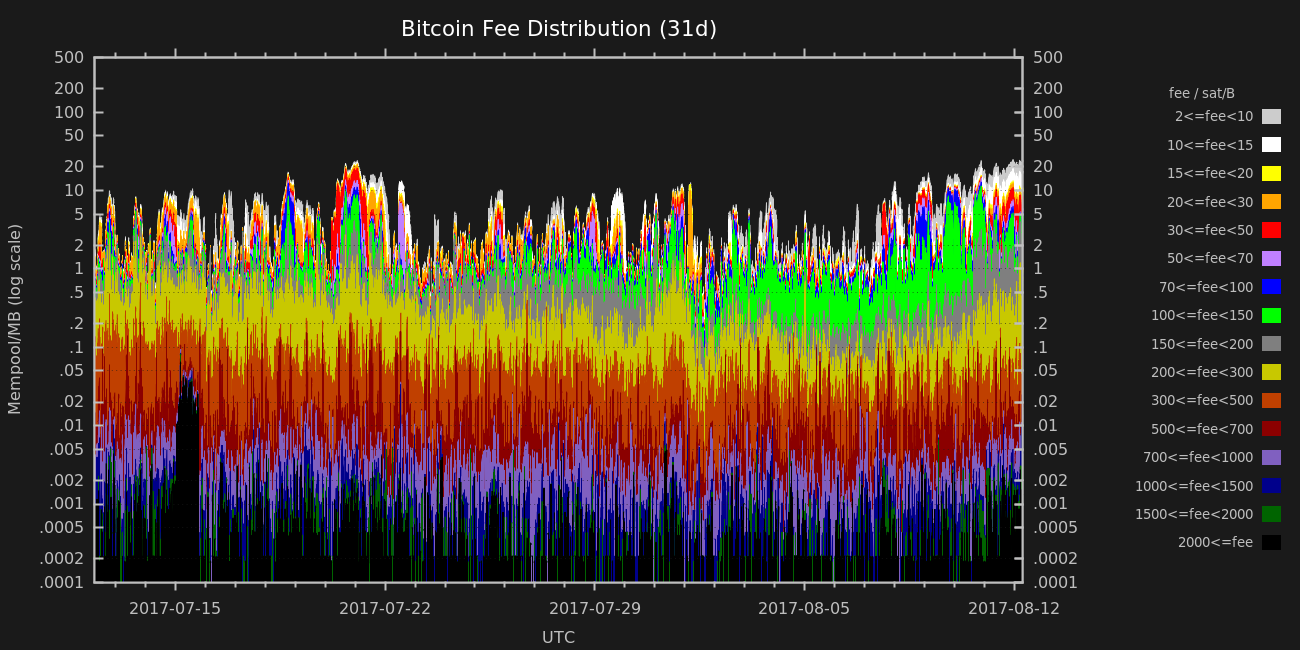 Bitcoin Fee Distribution (31d)
500
200
100
50
20
10
5
2
1
.5
.2
.1
.05
.02
.01
.005
.002
.001
.0005
.0002
.0001
Mempool/MB (log scale)
500
200
100
50
20
10
5
2
1
.5
.2
.1
.05
.02
.01
.005
.002
.001
.0005
.0002
.0001
2017-07-15 2017-07-22 2017-07-29 2017-08-05 2017-08-12
UTC
fee / sat/B
2<=fee<10
10<=fee<15
15<=fee<20
20<=fee<30
30<=fee<50
50<=fee<70
70<=fee<100
100<=fee<150
150<=fee<200
200<=fee<300
300<=fee<500
500<=fee<700
700<=fee<1000
1000<=fee<1500
1500<=fee<2000
2000<=fee